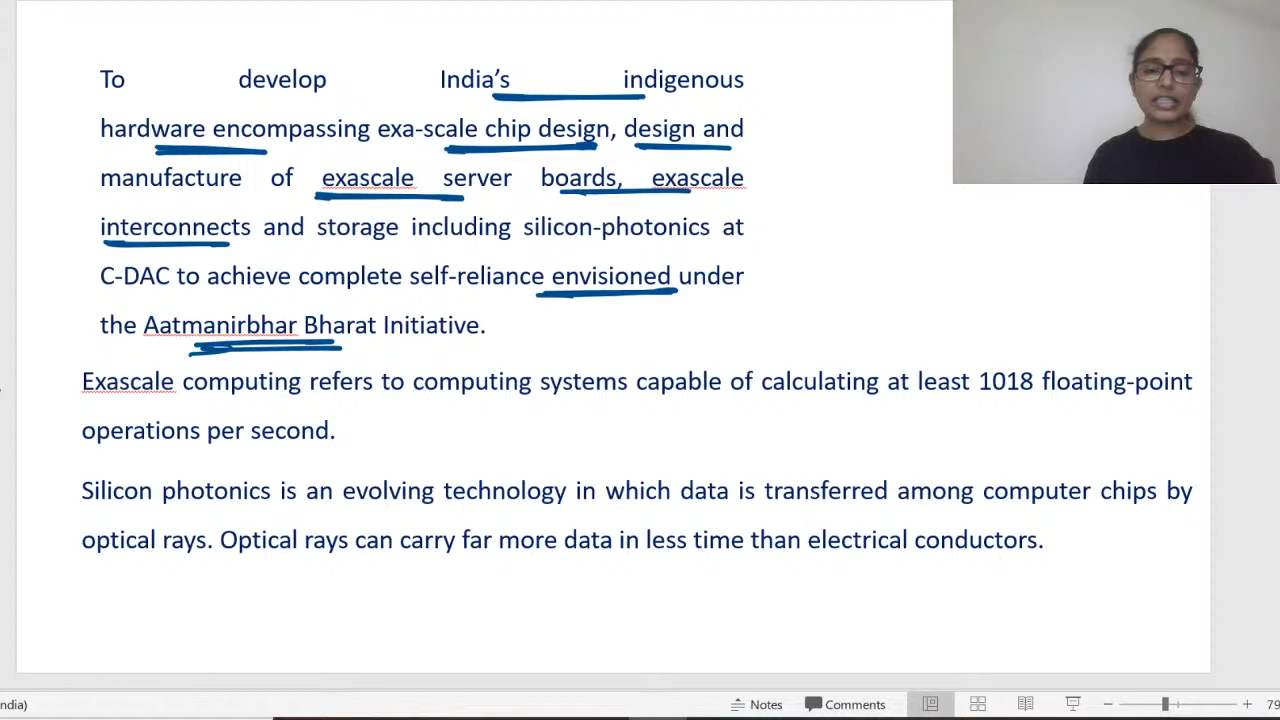 To develop India’s indigenous
hardware encompassing exa-scale chip design, design and
manufacture of exascale server boards, exascale
interconnects and storage including silicon-photonics at
C-DAC to achieve complete self-reliance envisioned under
the Aatmanirbhar Bharat Initiative.
Exascale computing refers to computing systems capable of calculating at least 1018 floating-point
operations per second.
Silicon photonics is an evolving technology in which data is transferred among computer chips by
optical rays. Optical rays can carry far more data in less time than electrical conductors.
ndia) Notes Comments 79